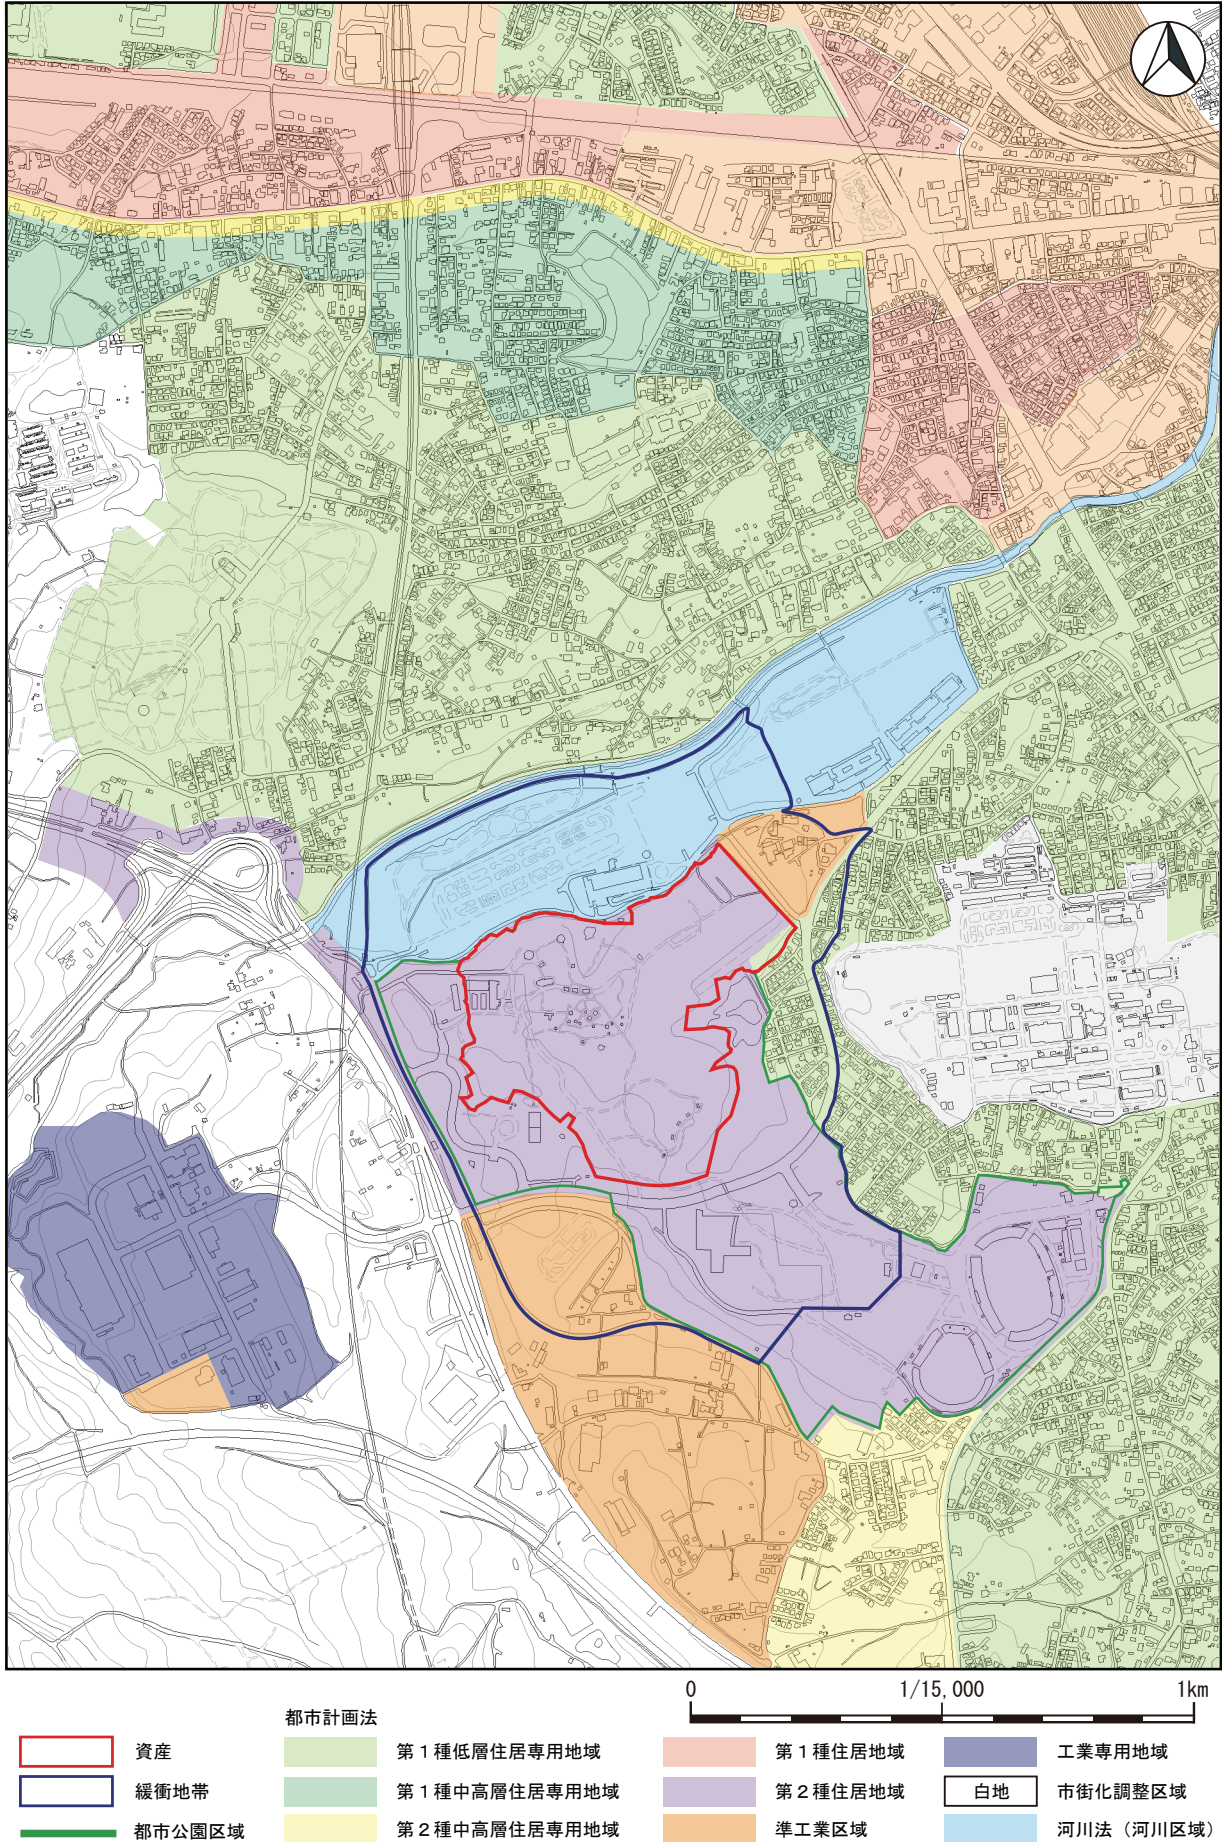 0 1/15,000 1km
都市計画法
資産 第１種低層住居専用地域 第１種住居地域 工業専用地域
緩衝地帯 第１種中高層住居専用地域 第２種住居地域 白地 市街化調整区域
都市公園区域 第２種中高層住居専用地域 準工業区域 河川法（河川区域）